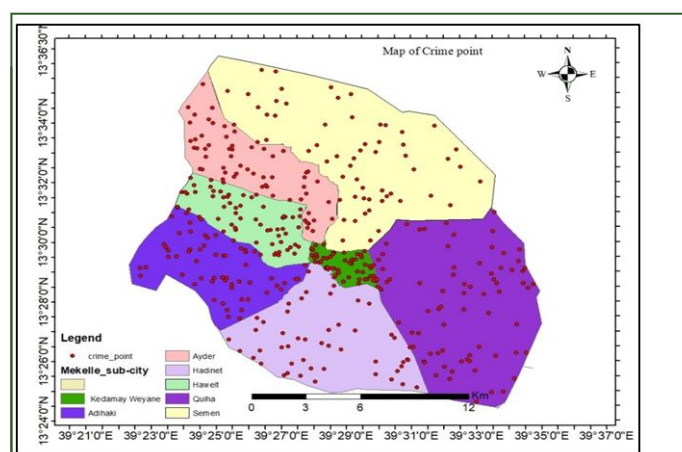 Map of Crime point
N
W E
S
13°36'30"N
13°34'0"N
13°32'0"N
13°30'0"N
13°28'0"N
13°26'0"N
13°24'0"N
Legend
crime_point
Mekelle_sub-city
Kedamay Weyane
Adihaki
Ayder
Hadinet
Hawelt
Quiha
Semen
Km
0 3 6 12
39°21'0"E 39°23'0"E 39°25'0"E 39°27'0"E 39°29'0"E 39°31'0"E 39°33'0"E 39°35'0"E 39°37'0"E